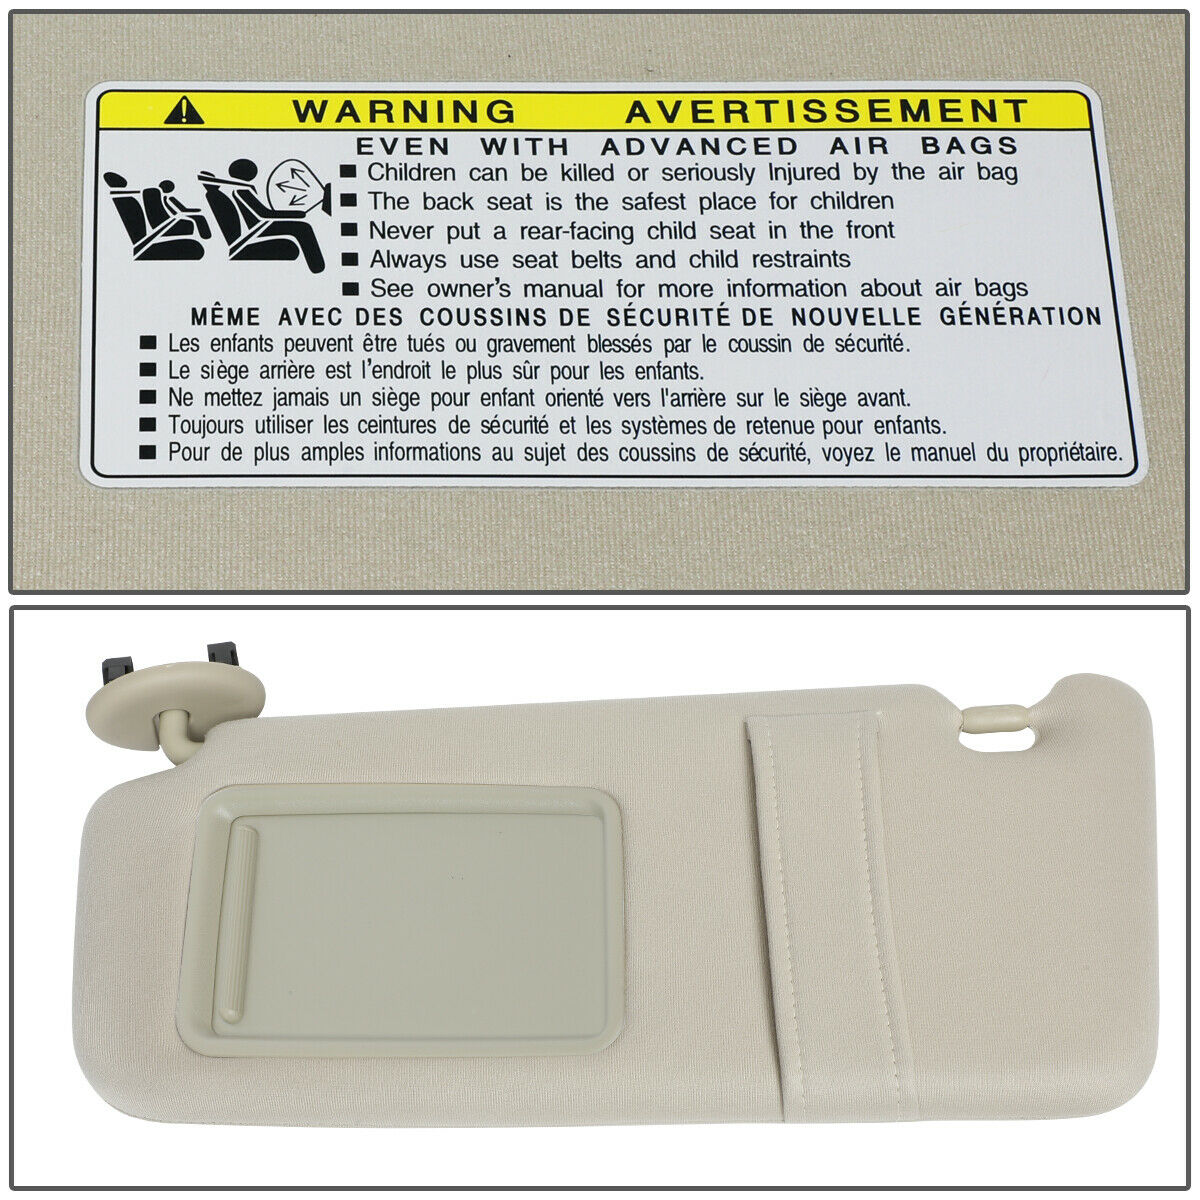 WARNING AVERTISSEMENT
EVEN WITH ADVANCED AIR BAGS
■ Children can be killed or seriously Injured by the air bag
■ The back seat is the safest place for children
■ Never put a rear-facing child seat in the front
■ Always use seat belts and child restraints
■ See owner's manual for more information about air bags
MÊME AVEC DES COUSSINS DE SÉCURITÉ DE NOUVELLE GÉNÉRATION
■ Les enfants peuvent être tués ou gravement blessés par le coussin de sécurité.
■ Le siège arrière est l'endroit le plus sûr pour les enfants.
■ Ne mettez jamais un siège pour enfant orienté vers l'arrière sur le siège avant.
■ Toujours utiliser les ceintures de sécurité et les systèmes de retenue pour enfants.
■ Pour de plus amples informations au sujet des coussins de sécurité, voyez le manuel du propriétaire.